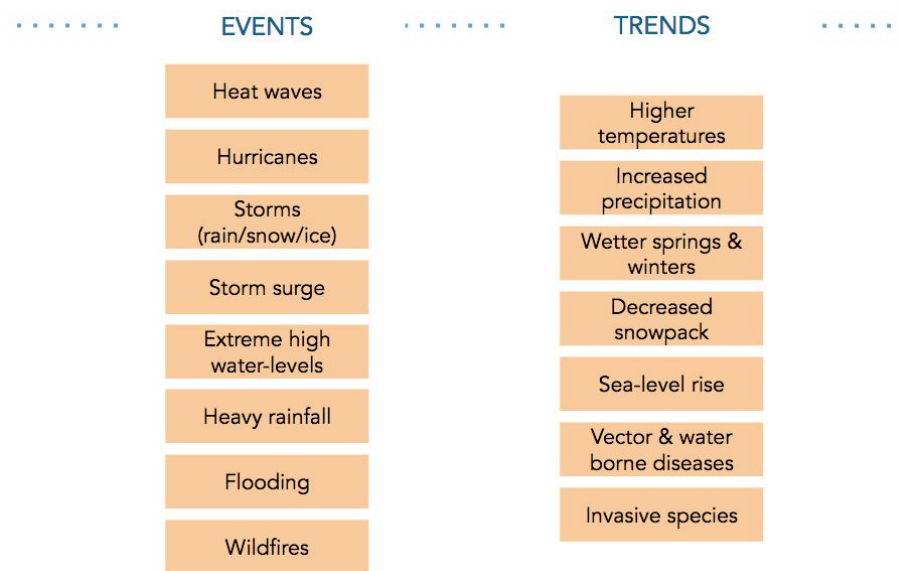 EVENTS
Heat waves
Hurricanes
Storms
(rain/snow/ice)
Storm surge
Extreme high
water-levels
Heavy rainfall
Flooding
Wildfires
TRENDS
Higher
temperatures
Increased
precipitation
Wetter springs &
winters
Decreased
snowpack
Sea-level rise
Vector & water
borne diseases
Invasive species